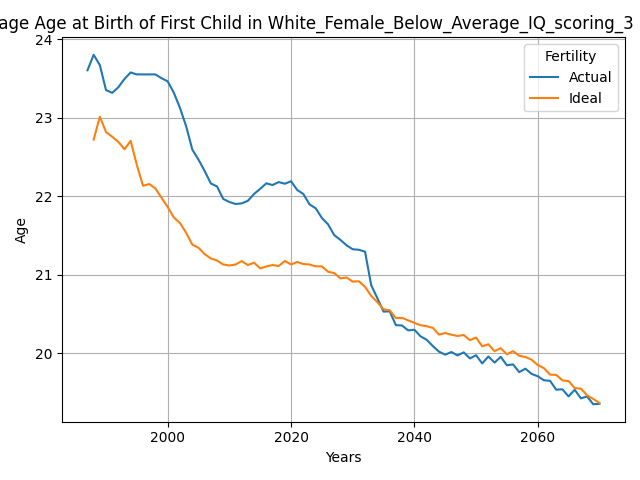 age Age at Birth of First Child in White_Female_Below_Average_IQ_scoring_3
Fertility
Actual
Ideal
Age
24
23
22
21
20
2000 2020 2040 2060
Years